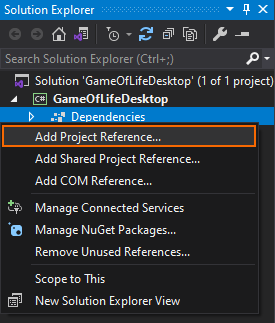 Solution Explorer
Search Solution Explorer (Ctrl+;)
Solution 'GameOfLifeDesktop' (1 of 1 project)
C# GameOfLifeDesktop
Dependencies
Add Project Reference...
Add Shared Project Reference...
Add COM Reference...
Manage Connected Services
Manage NuGet Packages...
Remove Unused References...
Scope to This
New Solution Explorer View